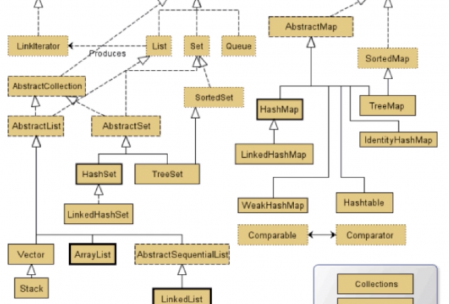 AbstractMap
LinkIterator
List
Set
Queue
SortedMap
Produces
AbstractCollection
SortedSet
HashMap
TreeMap
AbstractList
AbstractSet
IdentityHashMap
LinkedHashMap
HashSet
TreeSet
WeakHashMap
Hashtable
LinkedHashSet
Comparable
Comparator
Vector
ArrayList
AbstractSequentialList
Stack
Collections
LinkedList